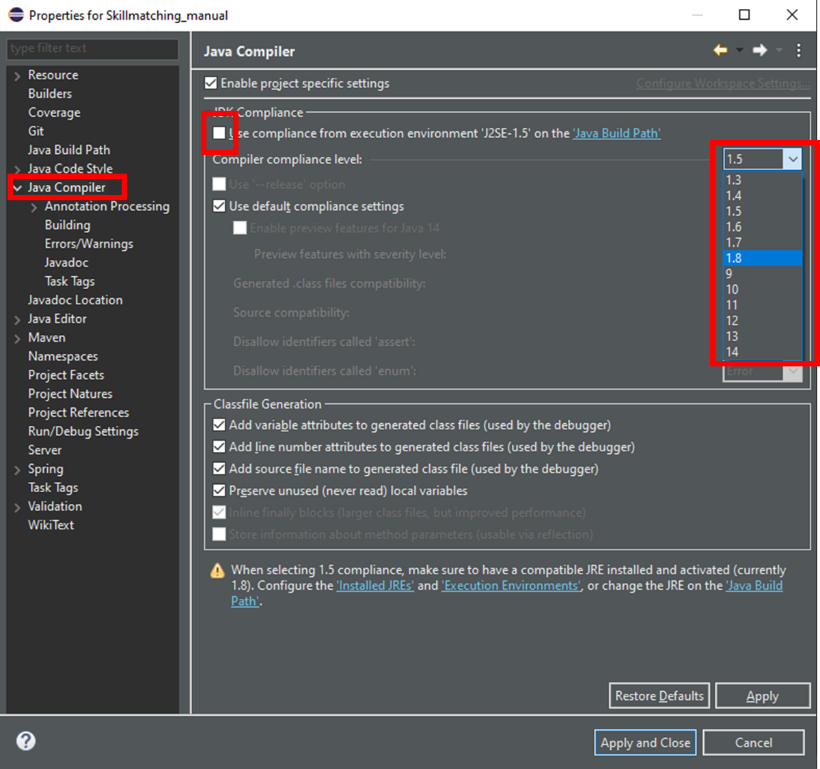 Properties for Skillmatching_manual
type filter text
Resource
Builders
Coverage
Git
Java Build Path
Java Code Style
Java Compiler
Annotation Processing
Building
Errors/Warnings
Javadoc
Task Tags
Javadoc Location
Java Editor
Maven
Namespaces
Project Facets
Project Natures
Project References
Run/Debug Settings
Server
Spring
Task Tags
Validation
WikiText
Java Compiler
Enable project specific settings
Configure Workspace Settings...
JDK Compliance
Use compliance from execution environment 'J2SE-1.5' on the 'Java Build Path'
Compiler compliance level:
1.5
1.3
1.4
1.5
1.6
1.7
1.8
9
10
11
12
13
14
Use '--release' option
Use default compliance settings
Enable preview features for Java 14
Preview features with severity level:
Generated .class files compatibility:
Source compatibility:
Disallow identifiers called 'assert':
Disallow identifiers called 'enum':
Error
Classfile Generation
Add variable attributes to generated class files (used by the debugger)
Add line number attributes to generated class files (used by the debugger)
Add source file name to generated class file (used by the debugger)
Preserve unused (never read) local variables
Inline finally blocks (larger class files, but improved performance)
Store information about method parameters (usable via reflection)
When selecting 1.5 compliance, make sure to have a compatible JRE installed and activated (currently
1.8). Configure the 'Installed JREs' and 'Execution Environments', or change the JRE on the 'Java Build
Path'.
Restore Defaults
Apply
Apply and Close
Cancel